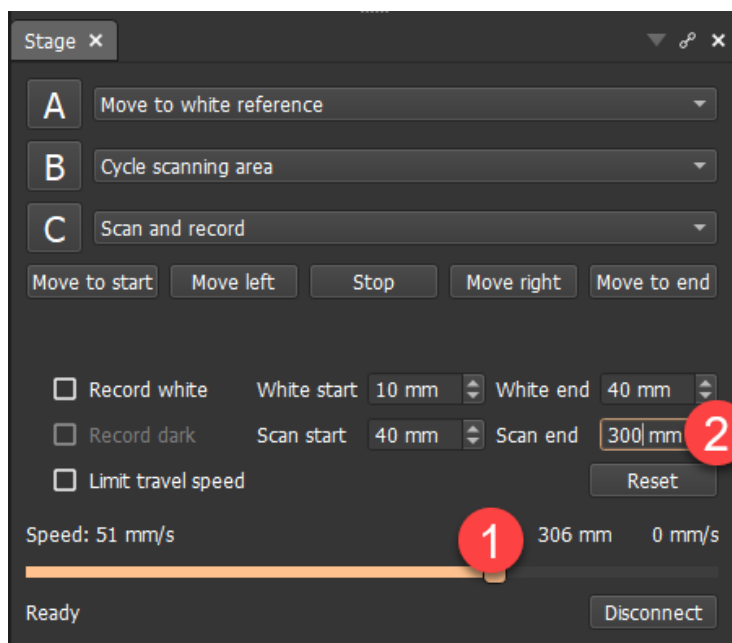 Stage
A Move to white reference
B Cycle scanning area
C Scan and record
Move to start Move left Stop Move right Move to end
Record white White start 10 mm White end 40 mm
Record dark Scan start 40 mm Scan end 300 mm 2
Limit travel speed Reset
Speed: 51 mm/s 1 306 mm 0 mm/s
Ready Disconnect